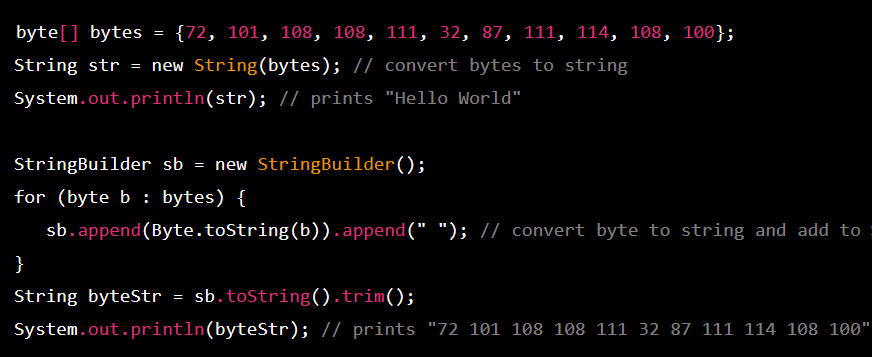 byte[] bytes = {72, 101, 108, 108, 111, 32, 87, 111, 114, 108, 100};
String str = new String(bytes); // convert bytes to string
System.out.println(str); // prints "Hello World"
StringBuilder sb = new StringBuilder();
for (byte b : bytes) {
sb.append(Byte.toString(b)).append(" "); // convert byte to string and add to
}
String byteStr = sb.toString().trim();
System.out.println(byteStr); // prints "72 101 108 108 111 32 87 111 114 108 100"